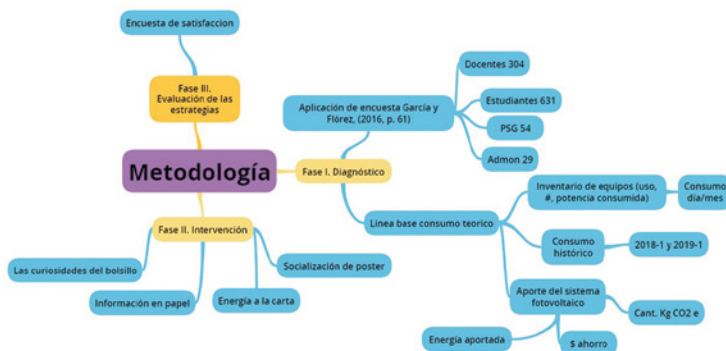 Encuesta de satisfaccion
Fase III.
Evaluación de las
estrategias
Metodología
Fase I. Diagnóstico
Aplicación de encuesta García y
Flórez, (2016, p. 61)
Docentes 304
Estudiantes 631
PSG 54
Admon 29
Linea base consumo teorico
Inventario de equipos (uso,
#, potencia consumida)
Consumo
día/mes
Consumo
histórico
2018-1 y 2019-1
Aporte del sistema
fotovoltaico
Cant. Kg CO2 e
Energía aportada
$ ahorro
Fase II. Intervención
Las curiosidades del bolsillo
Información en papel
Energía a la carta
Socialización de poster